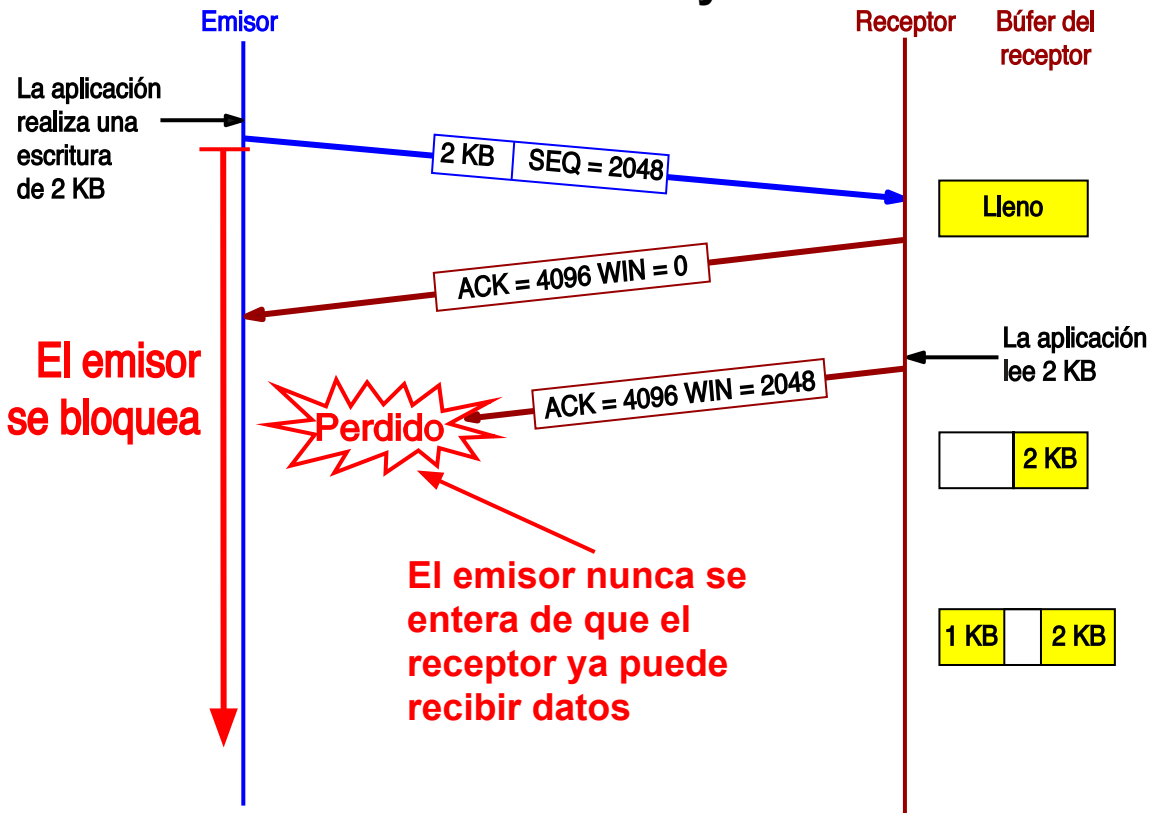 y
Emisor
Receptor
Búfer del
receptor
La aplicación
realiza una
escritura
de 2 KB
2 KB
SEQ = 2048
Lleno
ACK = 4096 WIN = 0
La aplicación
lee 2 KB
El emisor
se bloquea
ACK = 4096 WIN = 2048
Perdido
2 KB
El emisor nunca se
entera de que el
receptor ya puede
recibir datos
1 KB
2 KB